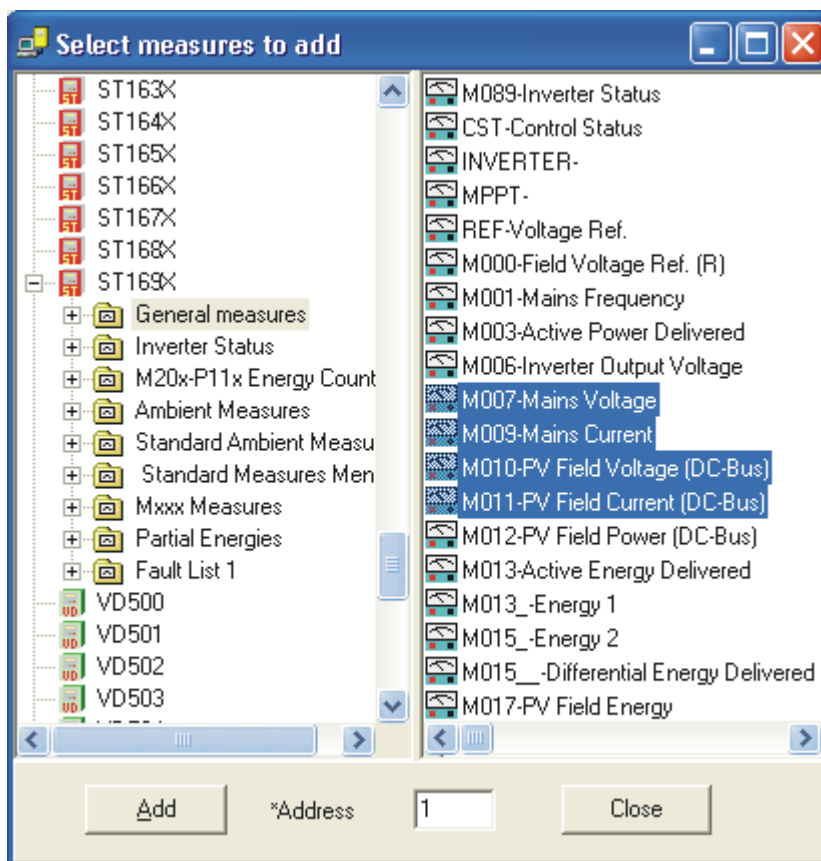 Select measures to add
ST163X
ST164X
ST165X
ST166X
ST167X
ST168X
ST169X
General measures
Inverter Status
M20x-P11x Energy Count
Ambient Measures
Standard Ambient Measu
Standard Measures Men
Mxxx Measures
Partial Energies
Fault List 1
VD500
VD501
VD502
VD503
M089-Inverter Status
CST-Control Status
INVERTER-
MPPT-
REF-Voltage Ref.
M000-Field Voltage Ref. (R)
M001-Mains Frequency
M003-Active Power Delivered
M006-Inverter Output Voltage
M007-Mains Voltage
M009-Mains Current
M010-PV Field Voltage (DC-Bus)
M011-PV Field Current (DC-Bus)
M012-PV Field Power (DC-Bus)
M013-Active Energy Delivered
M013_-Energy 1
M015_-Energy 2
M015__-Differential Energy Delivered
M017-PV Field Energy
Add *Address 1 Close